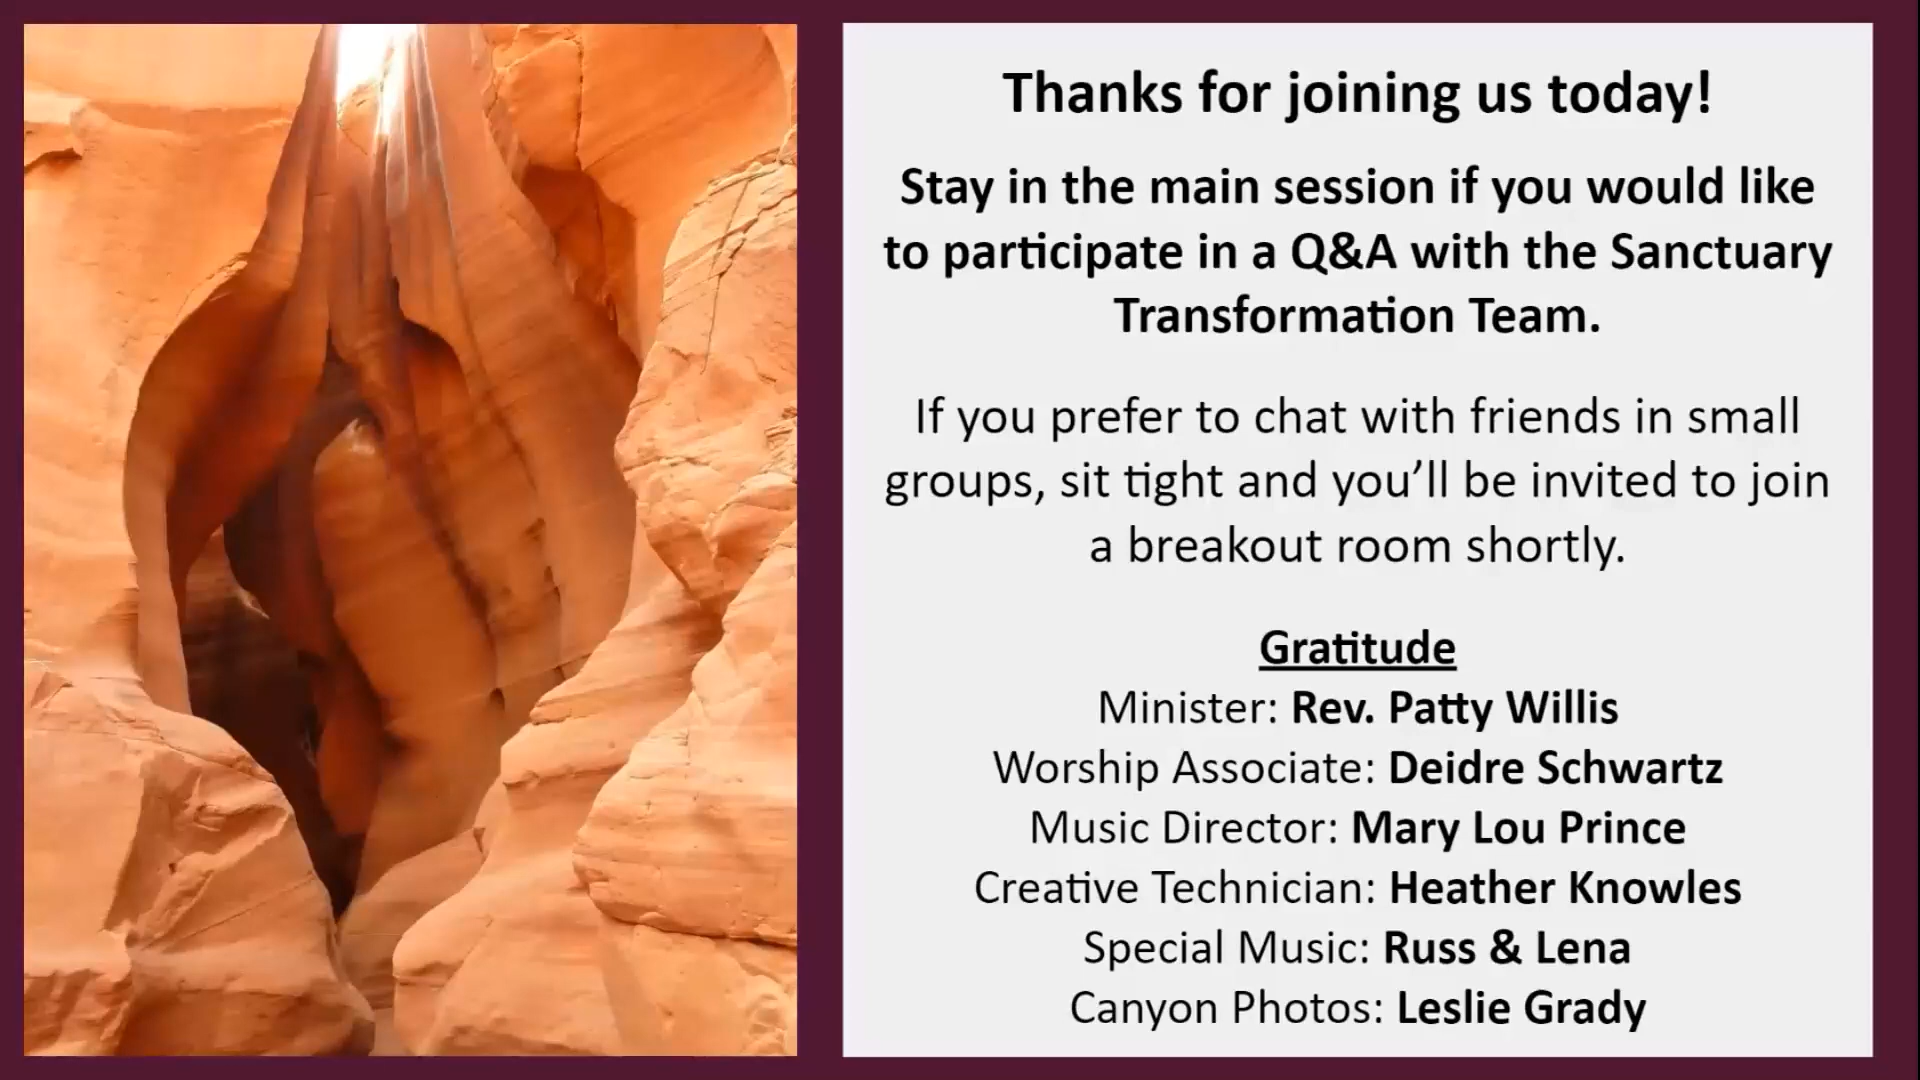 Thanks for joining us today!
Stay in the main session if you would like
to participate in a Q&A with the Sanctuary
Transformation Team.
If you prefer to chat with friends in small
groups, sit tight and you’ll be invited to join
a breakout room shortly.
Gratitude
Minister: Rev. Patty Willis
Worship Associate: Deidre Schwartz
Music Director: Mary Lou Prince
Creative Technician: Heather Knowles
Special Music: Russ & Lena
Canyon Photos: Leslie Grady